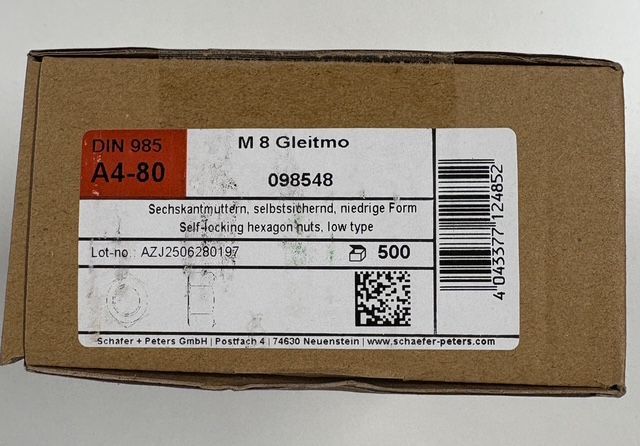 DIN 985
A4-80
M 8 Gleitmo
098548
Sechskantmuttern, selbstsichernd, niedrige Form
Self-locking hexagon nuts, low type
Lot-no.: AZJ2506280197
500
Schäfer + Peters GmbH | Postfach 4 | 74630 Neuenstein | www.schaefer-peters.com
4 043377 124852